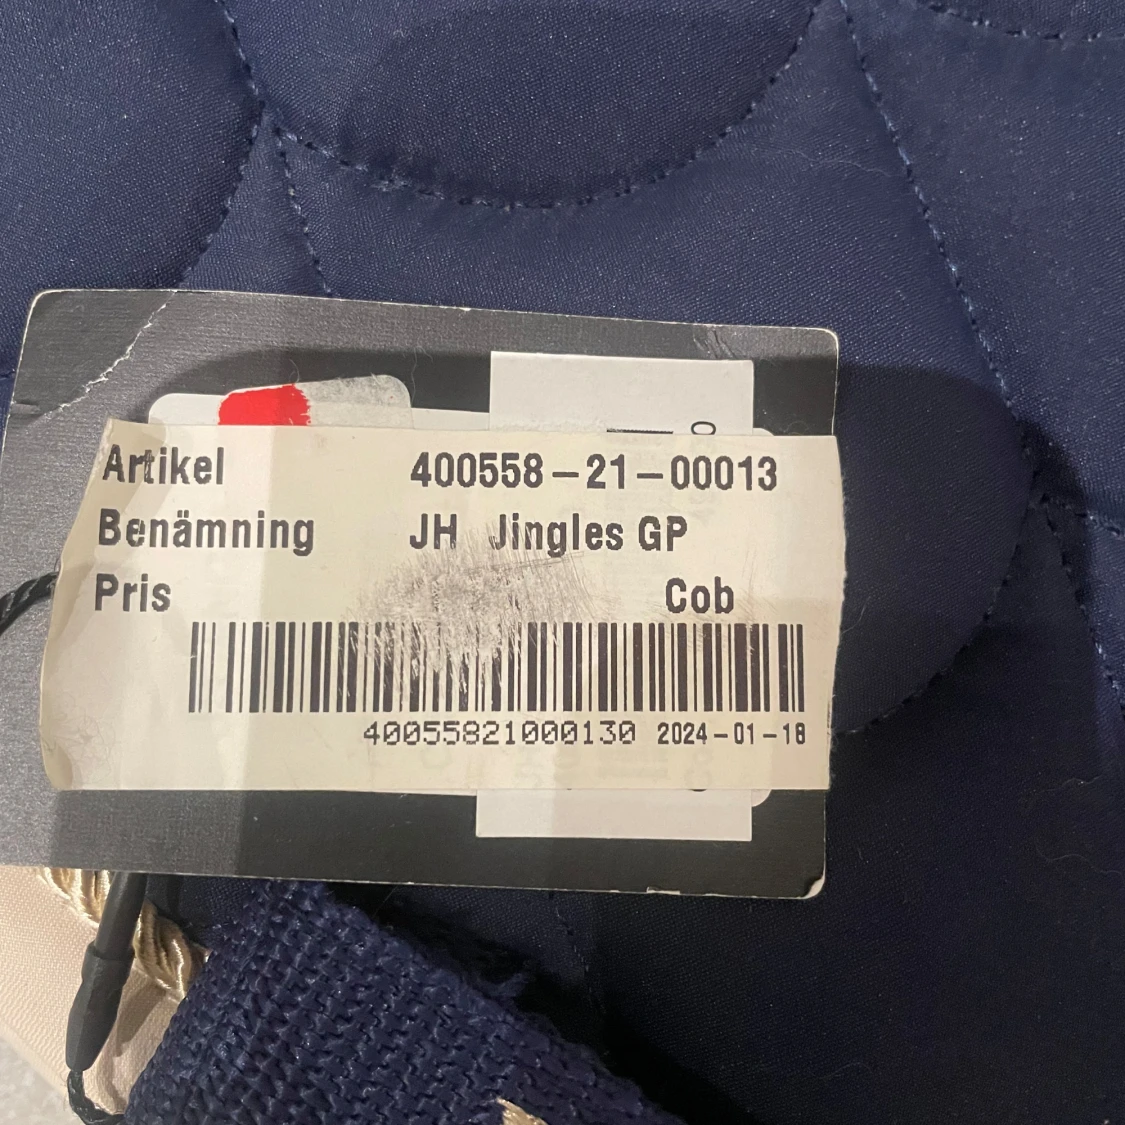 Artikel 400558-21-00013
Benämning JH Jingles GP
Pris Cob
40055821000130 2024-01-18